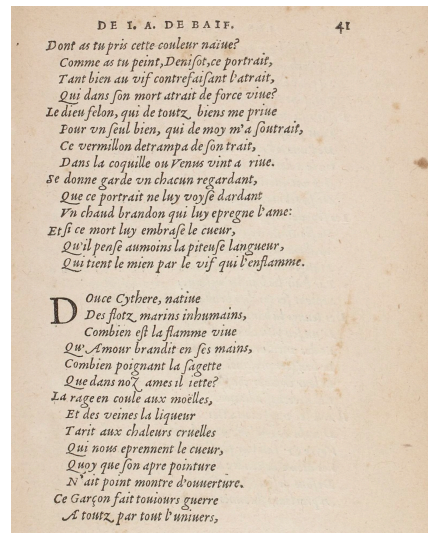 DE I. A. DE BAIF. 41
Dont as tu pris cette couleur naïue?
Comme as tu peint, Denisot, ce portrait,
Tant bien au vif contrefaisant l'atrait,
Qui dans son mort atrait de force viue?
Le dieu felon, qui de toutz biens me priue
Pour vn seul bien, qui de moy m'a soutrait,
Ce vermillon detrampa de son trait,
Dans la coquille ou Venus vint a riue.
Se donne garde vn chacun regardant,
Que ce portrait ne luy voyse dardant
Vn chaud brandon qui luy epregne l'ame:
Et si ce mort luy embrase le cueur,
Qu'il pense aumoins la piteuse langueur,
Qui tient le mien par le vif qui l'enflamme.
Douce Cythere, natiue
Des flotz marins inhumains,
Combien est la flamme viue
Qu'Amour brandit en ses mains,
Combien poignant la sagette
Que dans noz ames il iette?
La rage en coule aux moëlles,
Et des veines la liqueur
Tarit aux chaleurs cruelles
Qui nous eprennent le cueur,
Quoy que son apre pointure
N'ait point montre d'ouuerture.
Ce Garçon fait touiours guerre
A toutz par tout l'uniuers,